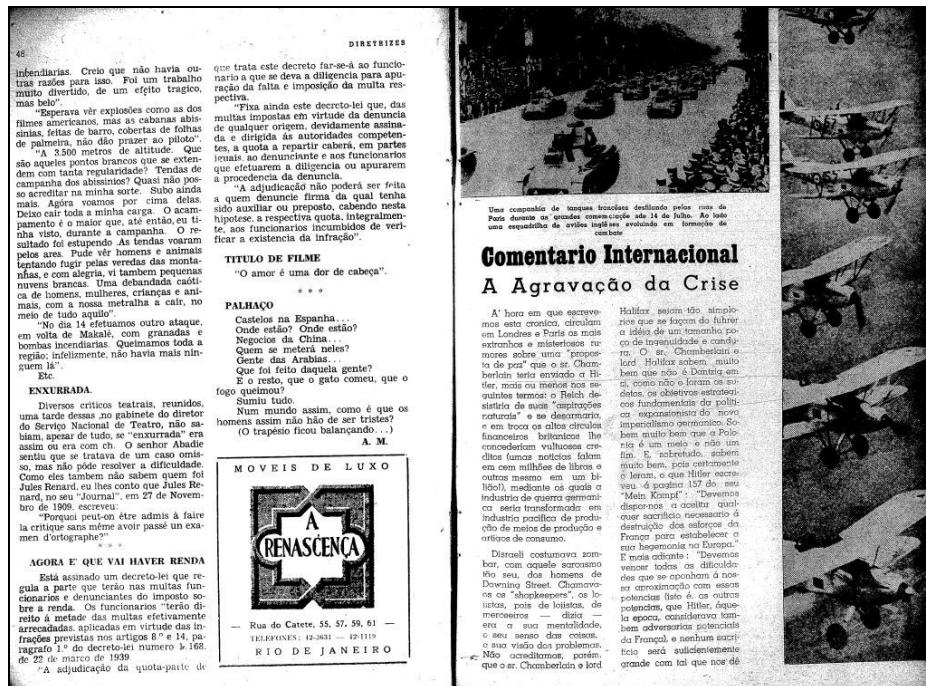 48
DIRETRIZES
incendiarias. Creio que não havia ou-
tras razões para isso. Foi um trabalho
muito divertido, de um efeito tragico,
mas belo".
"Esperava vêr explosões como as dos
filmes americanos, mas as cabanas abis-
sinias, feitas de barro, cobertas de folhas
de palmeira, não dão prazer ao piloto".
"A 3.500 metros de altitude. Que
são aqueles pontos brancos que se exten-
dem com tanta regularidade? Tendas de
campanha dos abissinios? Quasi não pos-
so acreditar na minha sorte. Subo ainda
mais. Agóra voamos por cima delas.
Deixo cair toda a minha carga. O acam-
pamento é o maior que, até então, eu ti-
nha visto, durante a campanha. O re-
sultado foi estupendo .As tendas voaram
pelos ares. Pude vêr homens e animais
tentando fugir pelas veredas das monta-
nhas, e com alegria, vi tambem pequenas
nuvens brancas. Uma debandada caóti-
ca de homens, mulheres, crianças e ani-
mais, com a nossa metralha a cair, no
meio de tudo aquilo".
"No dia 14 efetuamos outro ataque,
em volta de Makalé, com granadas e
bombas incendiarias. Queimamos toda a
região; infelizmente, não havia mais nin-
guem lá".
Etc.
ENXURRADA.
Diversos criticos teatrais, reunidos,
uma tarde dessas ,no gabinete do diretor
do Serviço Nacional de Teatro, não sa-
biam, apezar de tudo, se "enxurrada" era
assim ou era com ch. O senhor Abadie
sentiu que se tratava de um caso omis-
so, mas não pôde resolver a dificuldade.
Como eles tambem não sabem quem foi
Jules Renard, eu lhes conto que Jules Re-
nard, no seu "Journal", em 27 de Novem-
bro de 1909, escreveu:
"Porquoi peut-on être admis à faire
la critique sans même avoir passé un exa-
men d'ortographe?"
* * *
AGORA E' QUE VAI HAVER RENDA
Está assinado um decreto-lei que re-
gula a parte que terão nas multas fun-
cionarios e denunciantes do imposto so-
bre a renda. Os funcionarios "terão di-
reito á metade das multas efetivamente
arrecadadas, aplicadas em virtude das in-
frações previstas nos artigos 8.º e 14, pa-
ragrafo 1.º do decreto-lei numero 1.168,
de 22 de março de 1939.
"A adjudicação da quota-parte de
que trata este decreto far-se-á ao funcio-
nario a que se deva a diligencia para apu-
ração da falta e imposição da multa res-
pectiva.
"Fixa ainda este decreto-lei que, das
multas impostas em virtude da denuncia
de qualquer origem, devidamente assina-
da e dirigida ás autoridades competen-
tes, a quota a repartir caberá, em partes
iguais, ao denunciante e aos funcionarios
que efetuarem a diligencia ou apurarem
a procedencia da denuncia.
"A adjudicação não poderá ser feita
a quem denuncie firma da qual tenha
sido auxiliar ou preposto, cabendo nesta
hipotese, a respectiva quota, integralmen-
te, aos funcionarios incumbidos de veri-
ficar a existencia da infração".
TITULO DE FILME
"O amor é uma dor de cabeça".
* * *
PALHAÇO
Castelos na Espanha...
Onde estão? Onde estão?
Negocios da China...
Quem se meterá neles?
Gente das Arabias...
Que foi feito daquela gente?
E o resto, que o gato comeu, que o
fogo queimou?
Sumiu tudo.
Num mundo assim, como é que os
homens assim não hão de ser tristes?
(O trapésio ficou balançando...)
A. M.
MOVEIS DE LUXO
A
RENASCENÇA
— Rua do Catete, 55, 57, 59, 61 —
TELEFONES: 42-3631 — 42-1119
RIO DE JANEIRO
Uma companhia de tanques francêses desfilando pelas ruas de
Paris durante as grandes comemoração sde 14 de Julho. Ao lado
uma esquadrilha de aviões inglêses evoluindo em formação de
combate
Comentario Internacional
A Agravação da Crise
A' hora em que escreve-
mos esta cronica, circulam
em Londres e Paris os mais
extranhos e misteriosos ru-
mores sobre uma "propos-
ta de paz" que o sr. Cham-
berlain teria enviado a Hi-
tler, mais ou menos nos se-
guintes termos: o Reich de-
sistiria de suas "aspirações
naturais" e se desarmaria,
e em troca os altos circulos
financeiros britanicos lhe
concederiam vultuosos cre-
ditos (umas noticias falam
em cem milhões de libras e
outras mesmo em um bi-
lião!), mediante os quais a
industria de guerra germani-
ca seria transformada em
industria pacifica de produ-
ção de meios de produção e
artigos de consumo.
Disraeli costumava zom-
bar, com aquele sarcasmo
tão seu, dos homens de
Downing Street. Chamava-
os os "shopkeepers", os lo-
jistas, pois de lojistas, de
merceeiros — dizia —
era a sua mentalidade,
o seu senso das coisas,
o sua visão dos problemas.
Não acreditamos, porém,
que o sr. Chamberlain e lord
Halifax sejam tão simplo-
rios que se façam do fuhrer
a idéia de um tamanho po-
ço de ingenuidade e candu-
ra. O sr. Chamberlain e
lord Halifax sabem muito
bem que não é Dantzig em
si, como não o foram os su-
detos, os objetivos estrategi-
cos fundamentais da politi-
ca expansionista do novo
imperialismo germanico. Sa-
bem muito bem que a Polo-
nia é um meio e não um
fim. E, sobretudo, sabem
muito bem, pois certamente
o leram, o que Hitler escre-
veu á pagina 157 do seu
"Mein Kampf": "Devemos
dispor-nos a aceitar qual-
quer sacrificio necessario á
destruição dos esforços da
França para estabelecer a
sua hegemonia na Europa."
E mais adiante: "Devemos
vencer todas as dificulda-
des que se oponham á nos-
sa aproximação com essas
potencias (isto é, as outras
potencias, que Hitler, áque-
la epoca, considerava tam-
bem adversarias potenciais
da França), e nenhum sacri-
ficio será suficientemente
grande com tal que nos dê